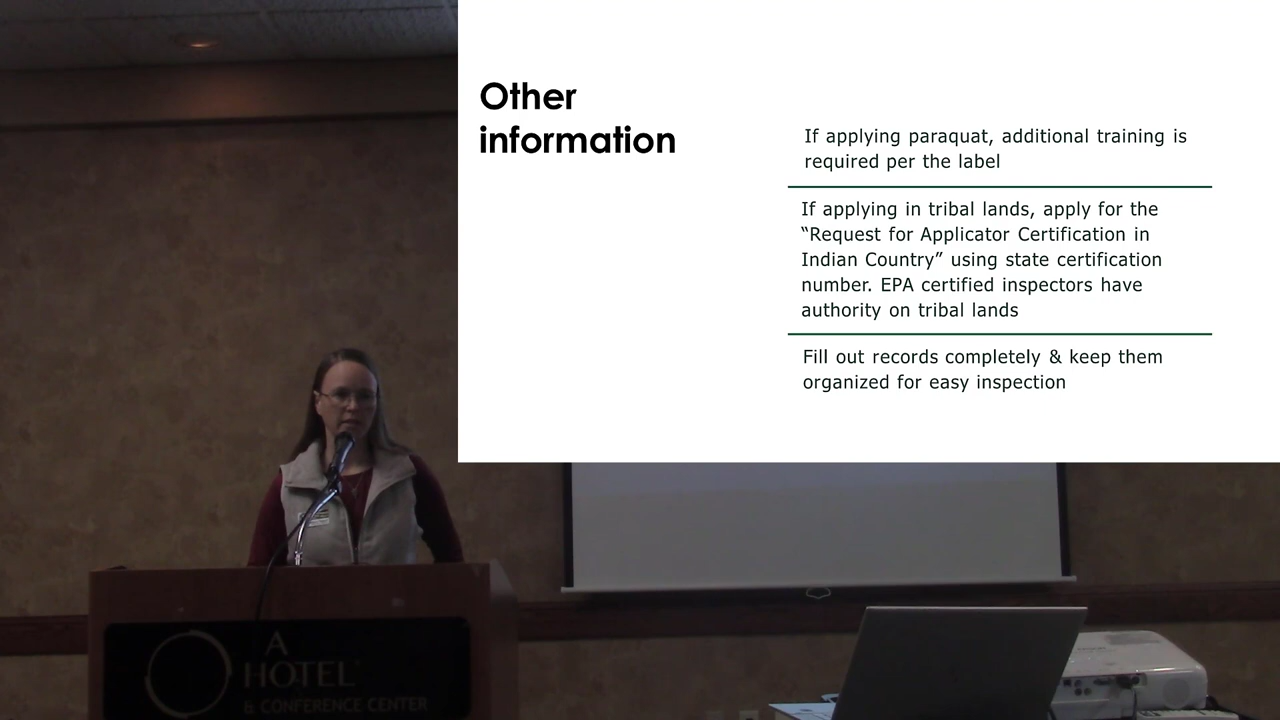 Other
information
If applying paraquat, additional training is
required per the label
If applying in tribal lands, apply for the
“Request for Applicator Certification in
Indian Country” using state certification
number. EPA certified inspectors have
authority on tribal lands
Fill out records completely & keep them
organized for easy inspection
A
HOTEL
& CONFERENCE CENTER